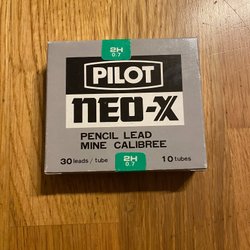 2H
0.7
PILOT
neo-x
PENCIL LEAD
MINE CALIBREE
30 leads / tube
2H
0.7
10 tubes